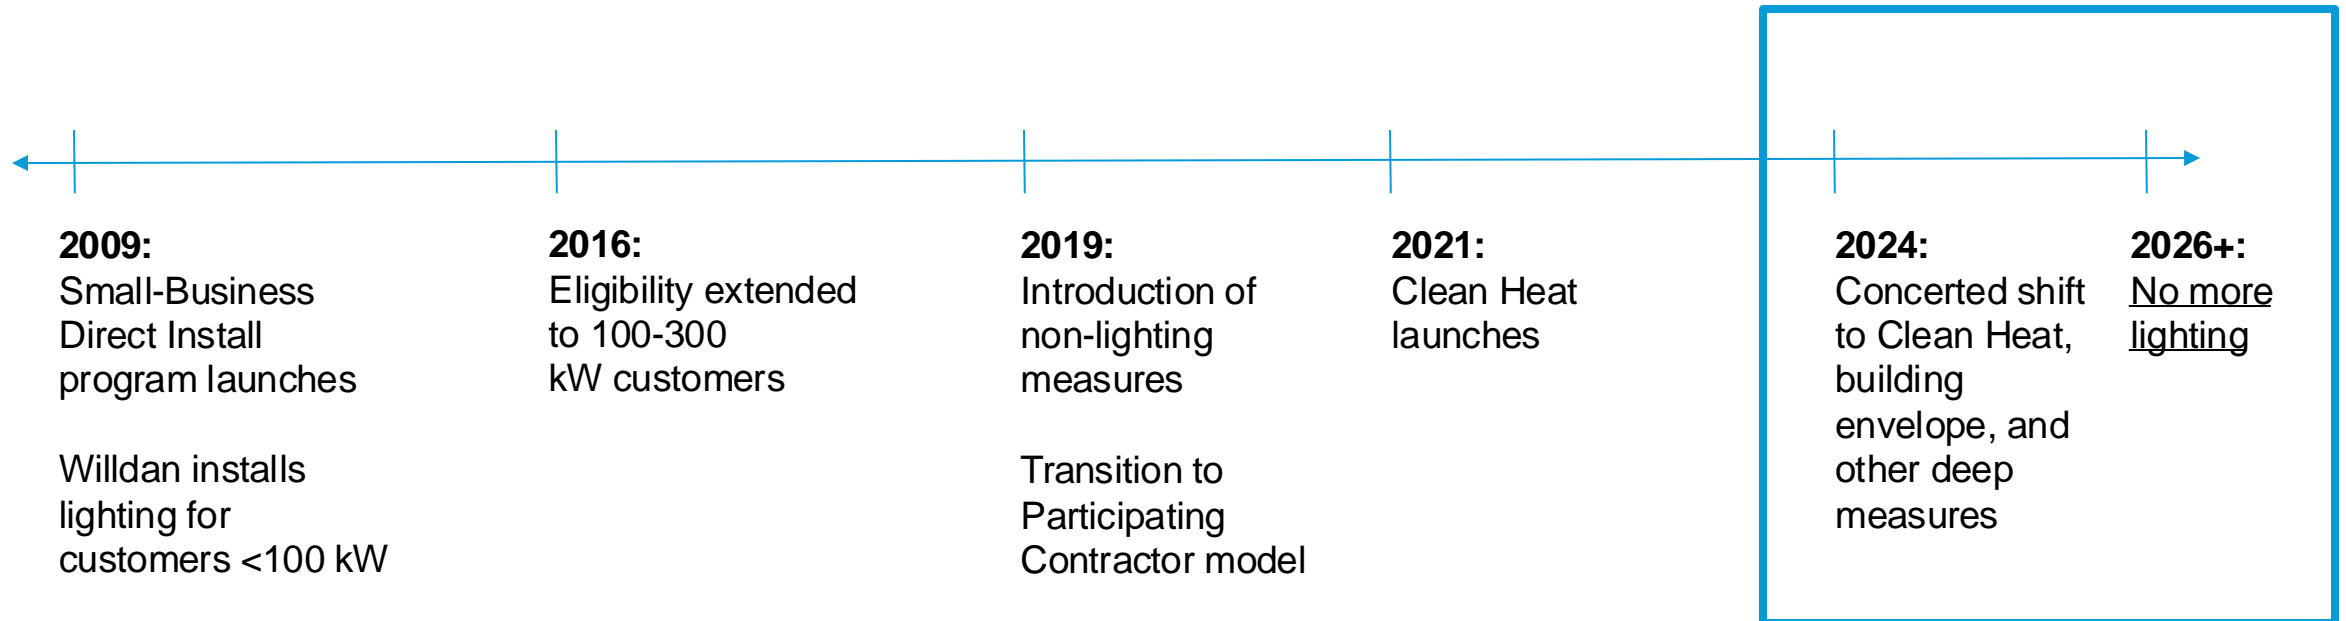 2009:
Small-Business
Direct Install
program launches
Willdan installs
lighting for
customers <100 kW
2016:
Eligibility extended
to 100-300
kW customers
2019:
Introduction of
non-lighting
measures
Transition to
Participating
Contractor model
2021:
Clean Heat
launches
2024:
Concerted shift
to Clean Heat,
building
envelope, and
other deep
measures
2026+:
No more
lighting